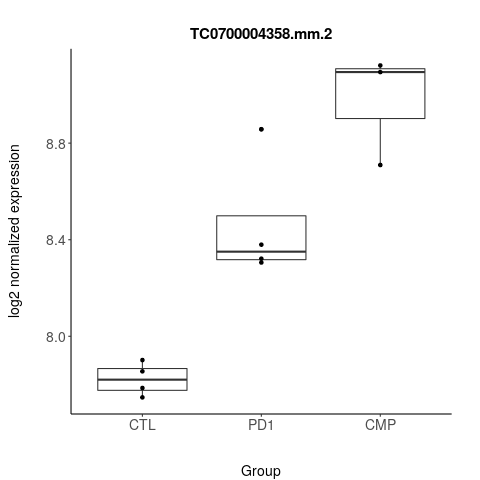 TC0700004358.mm.2
log2 normalized expression
8.8
8.4
8.0
CTL
PD1
CMP
Group